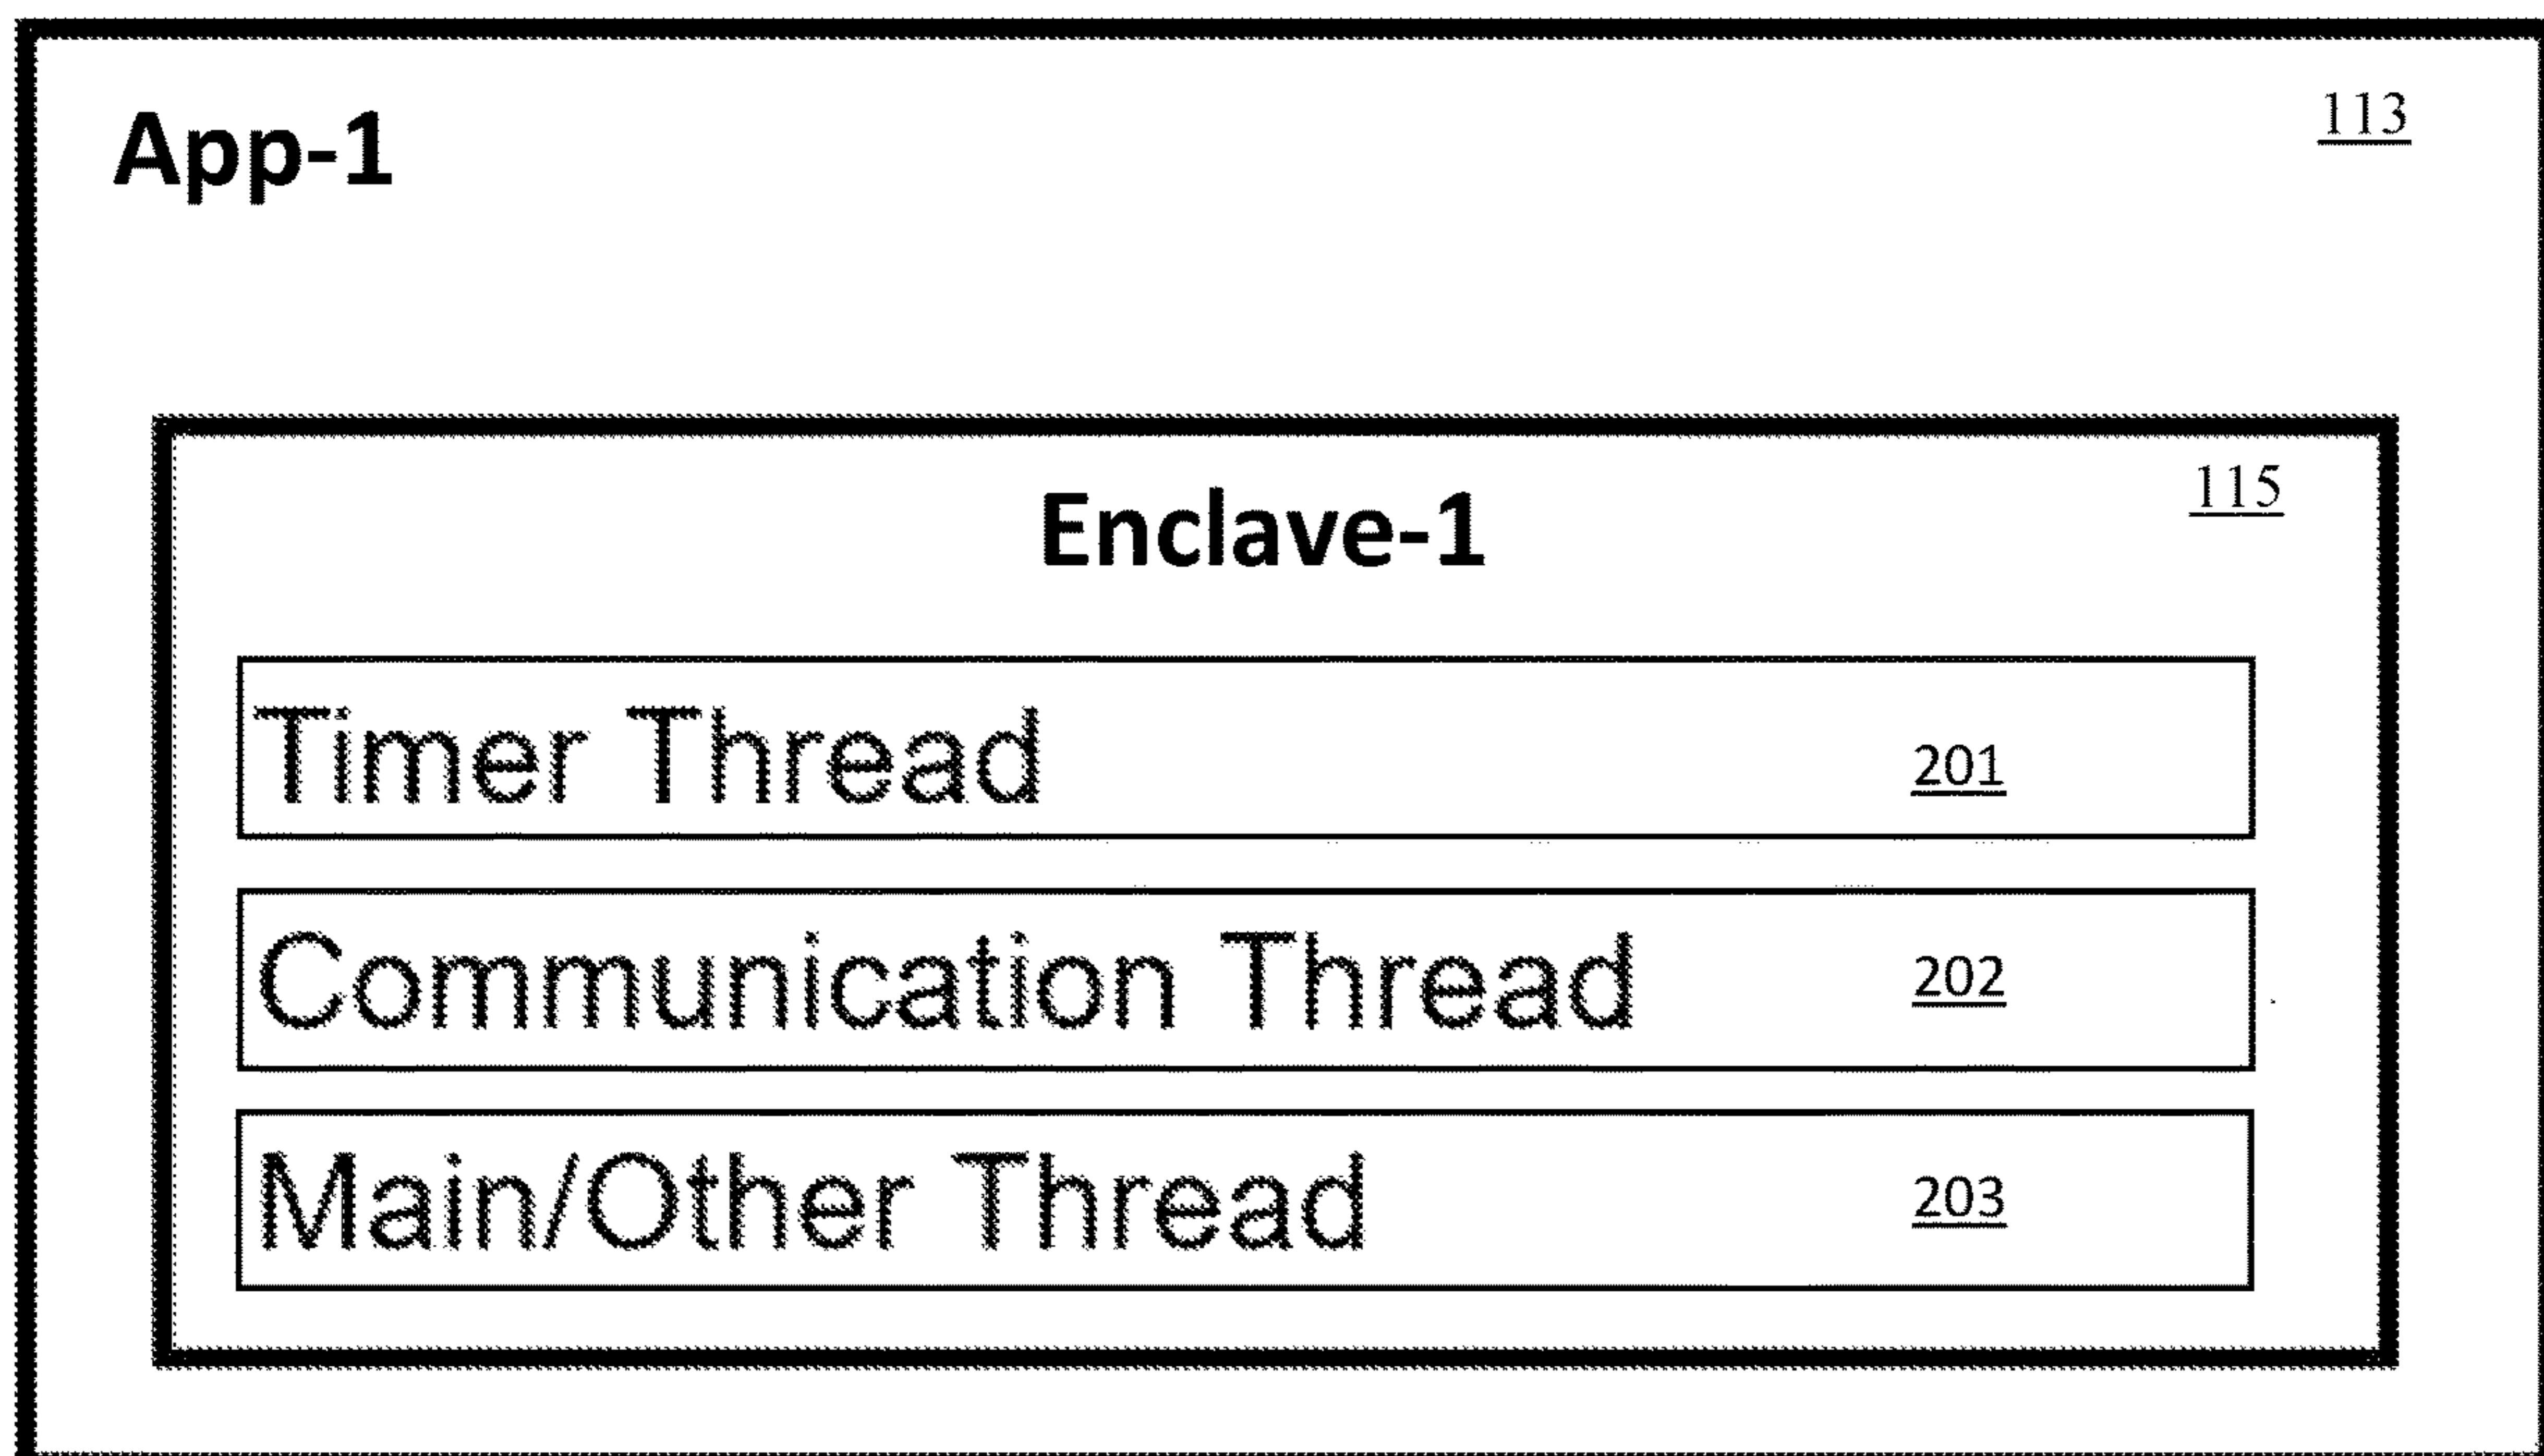 App-1 113
Enclave-1 115
Timer Thread 201
Communication Thread 202
Main/Other Thread 203